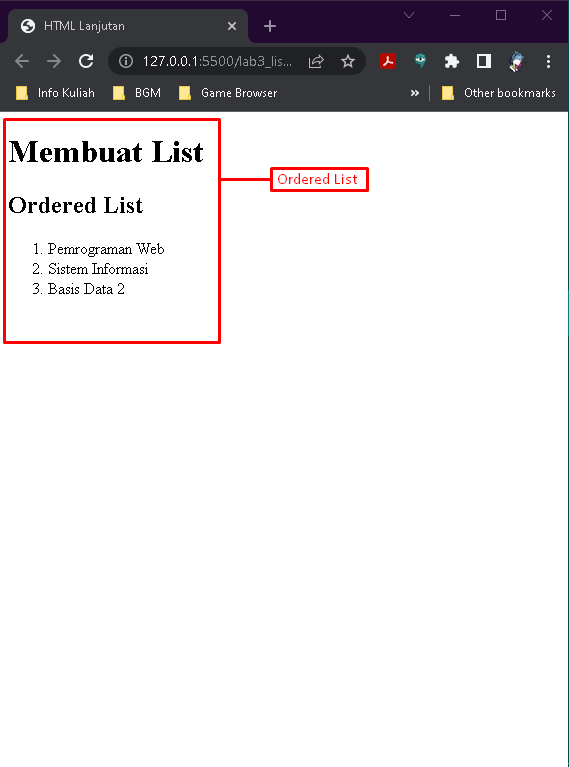 HTML Lanjutan
127.0.0.1:5500/lab3_lis...
Info Kuliah
BGM
Game Browser
»
Other bookmarks
Membuat List
Ordered List
Ordered List
1. Pemrograman Web
2. Sistem Informasi
3. Basis Data 2